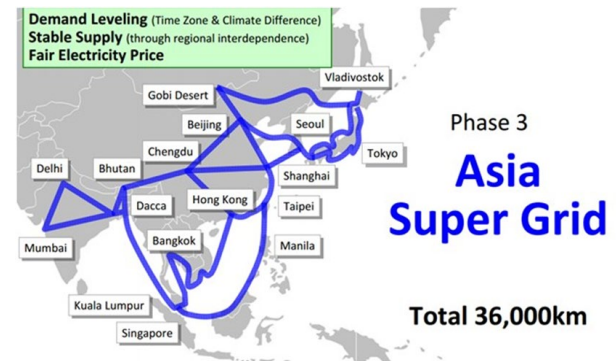 Demand Leveling (Time Zone & Climate Difference)
Stable Supply (through regional interdependence)
Fair Electricity Price
Vladivostok
Gobi Desert
Beijing
Seoul
Phase 3
Chengdu
Tokyo
Delhi
Bhutan
Shanghai
Asia
Dacca
Hong Kong
Taipei
Super Grid
Mumbai
Bangkok
Manila
Kuala Lumpur
Total 36,000km
Singapore